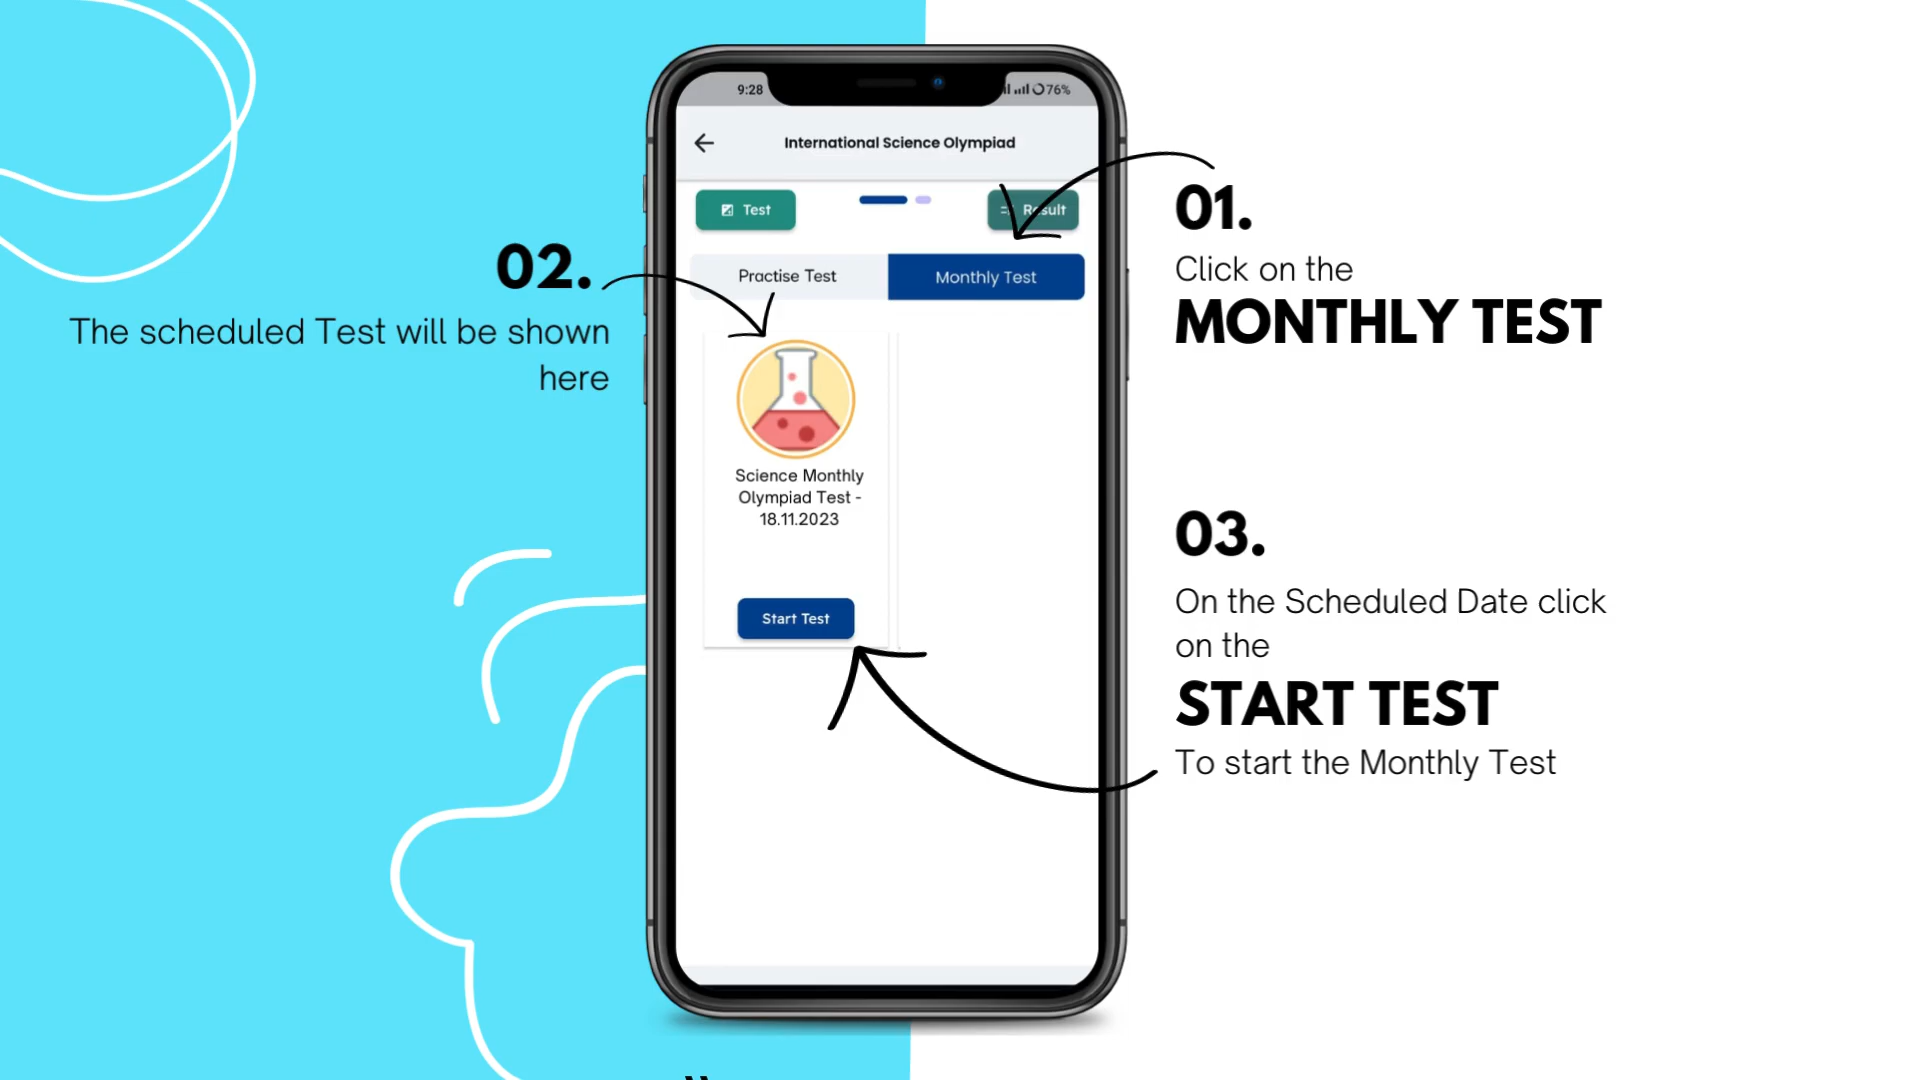 9:28
76%
International Science Olympiad
Test
Result
Practise Test
Monthly Test
Science Monthly
Olympiad Test -
18.11.2023
Start Test
01.
Click on the
MONTHLY TEST
02.
The scheduled Test will be shown
here
03.
On the Scheduled Date click
on the
START TEST
To start the Monthly Test